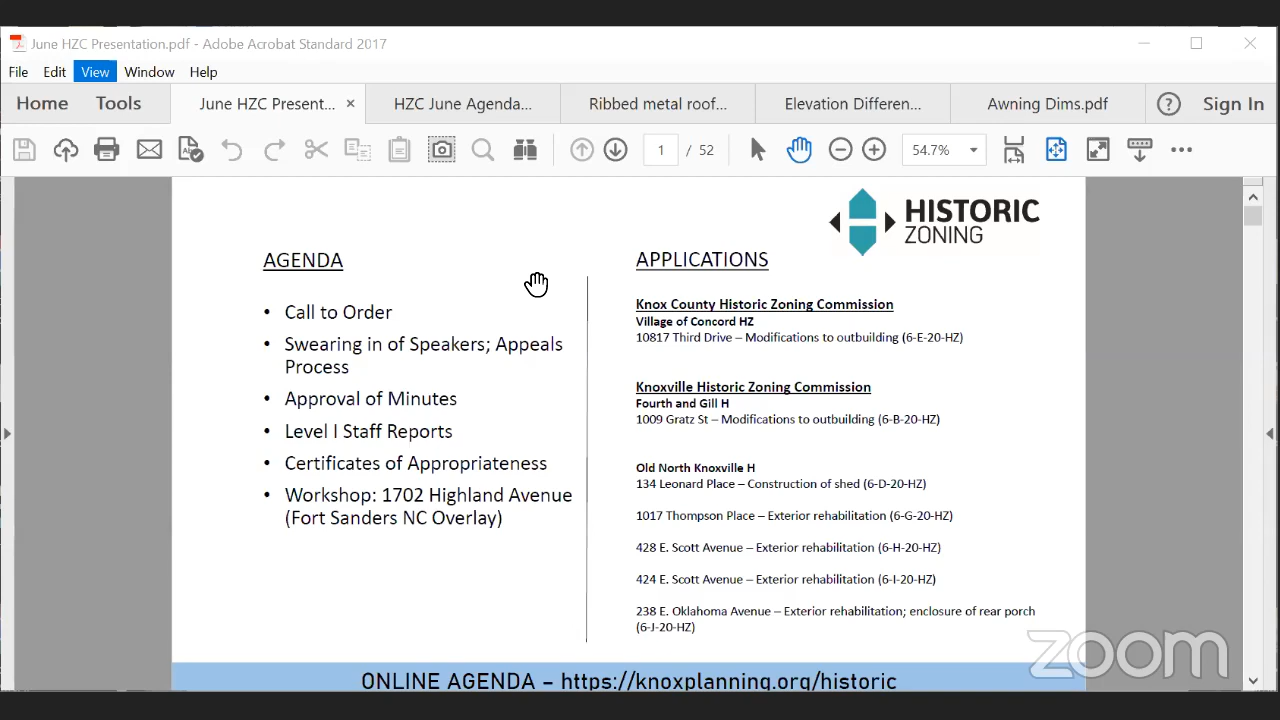 June HZC Presentation.pdf - Adobe Acrobat Standard 2017
File Edit View Window Help
Home Tools June HZC Present... × HZC June Agenda... Ribbed metal roof... Elevation Differen... Awning Dims.pdf ? Sign In
1 / 52 54.7%
HISTORIC
ZONING
AGENDA
• Call to Order
• Swearing in of Speakers; Appeals
Process
• Approval of Minutes
• Level I Staff Reports
• Certificates of Appropriateness
• Workshop: 1702 Highland Avenue
(Fort Sanders NC Overlay)
APPLICATIONS
Knox County Historic Zoning Commission
Village of Concord HZ
10817 Third Drive – Modifications to outbuilding (6-E-20-HZ)
Knoxville Historic Zoning Commission
Fourth and Gill H
1009 Gratz St – Modifications to outbuilding (6-B-20-HZ)
Old North Knoxville H
134 Leonard Place – Construction of shed (6-D-20-HZ)
1017 Thompson Place – Exterior rehabilitation (6-G-20-HZ)
428 E. Scott Avenue – Exterior rehabilitation (6-H-20-HZ)
424 E. Scott Avenue – Exterior rehabilitation (6-I-20-HZ)
238 E. Oklahoma Avenue – Exterior rehabilitation; enclosure of rear porch
(6-J-20-HZ)
zoom
ONLINE AGENDA – https://knoxplanning.org/historic